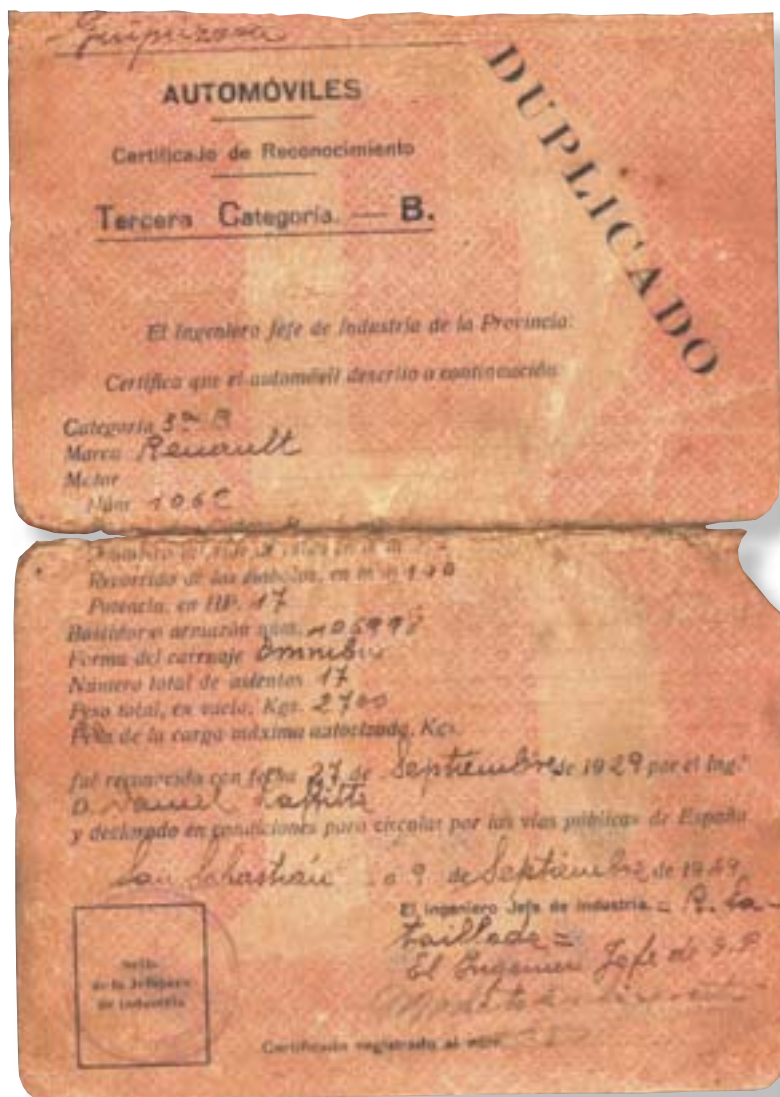 Guipúzcoa
DUPLICADO
AUTOMÓVILES
Certificado de Reconocimiento
Tercera Categoría. — B.
El Ingeniero Jefe de Industria de la Provincia:
Certifica que el automóvil descrito a continuación:
Categoría 3ª B
Marca Renault
Motor
Núm 1062
Recorrido de los émbolos, en m m 140
Potencia, en HP. 17
Bastidor o armazón núm. 106998
Forma del carruaje Omnibus
Número total de asientos 17
Peso total, en vacío, Kgs. 2700
Peso de la carga máxima autorizada, Kgs.
fué reconocido con fecha 27 de Septiembre de 1929 por el Ing.º
D. Daniel Laffitte
y declarado en condiciones para circular por las vías públicas de España
San Sebastián a 9 de Septiembre de 1929
El Ingeniero Jefe de Industria. = P. La-
taillade =
El Ingeniero Jefe de O.P
Sello
de la Jefatura
de Industria
Certificado registrado al núm.